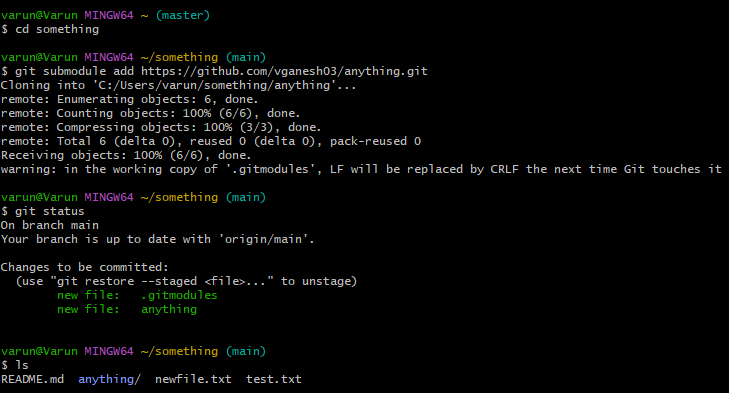 varun@Varun MINGW64 ~ (master)
$ cd something
varun@Varun MINGW64 ~/something (main)
$ git submodule add https://github.com/vganesh03/anything.git
Cloning into 'C:/Users/varun/something/anything'...
remote: Enumerating objects: 6, done.
remote: Counting objects: 100% (6/6), done.
remote: Compressing objects: 100% (3/3), done.
remote: Total 6 (delta 0), reused 0 (delta 0), pack-reused 0
Receiving objects: 100% (6/6), done.
warning: in the working copy of '.gitmodules', LF will be replaced by CRLF the next time Git touches it
varun@Varun MINGW64 ~/something (main)
$ git status
On branch main
Your branch is up to date with 'origin/main'.
Changes to be committed:
  (use "git restore --staged <file>..." to unstage)
        new file:   .gitmodules
        new file:   anything
varun@Varun MINGW64 ~/something (main)
$ ls
README.md  anything/  newfile.txt  test.txt